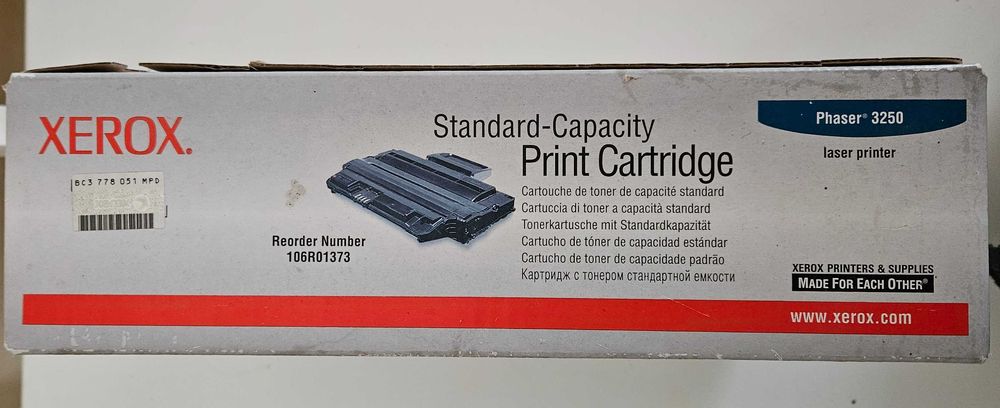 XEROX.
BC3 778 051 MPD
Reorder Number
106R01373
Standard-Capacity
Print Cartridge
Cartouche de toner de capacité standard
Cartuccia di toner a capacità standard
Tonerkartusche mit Standardkapazität
Cartucho de tóner de capacidad estándar
Cartucho de toner de capacidade padrão
Картридж с тонером стандартной емкости
Phaser® 3250
laser printer
XEROX PRINTERS & SUPPLIES
MADE FOR EACH OTHER®
www.xerox.com